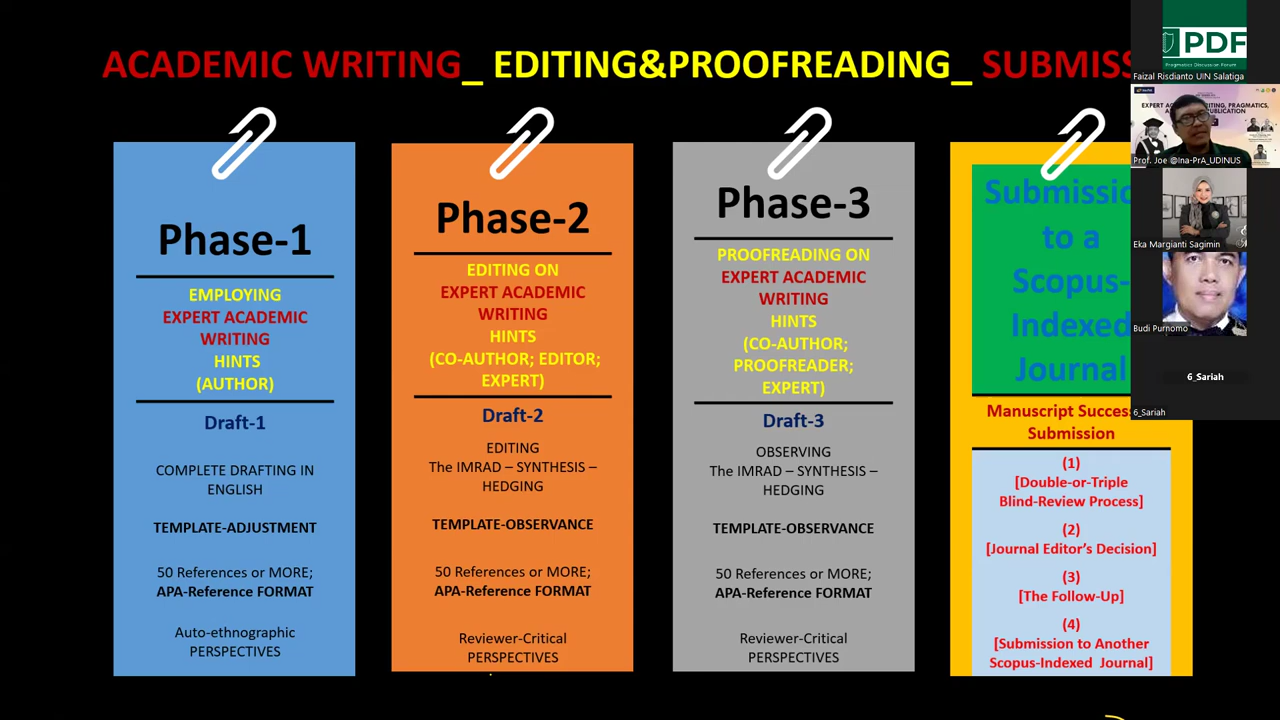 ACADEMIC WRITING_ EDITING&PROOFREADING_ SUBMISS
Phase-1
EMPLOYING
EXPERT ACADEMIC
WRITING
HINTS
(AUTHOR)
Draft-1
COMPLETE DRAFTING IN
ENGLISH
TEMPLATE-ADJUSTMENT
50 References or MORE;
APA-Reference FORMAT
Auto-ethnographic
PERSPECTIVES
Phase-2
EDITING ON
EXPERT ACADEMIC
WRITING
HINTS
(CO-AUTHOR; EDITOR;
EXPERT)
Draft-2
EDITING
The IMRAD – SYNTHESIS –
HEDGING
TEMPLATE-OBSERVANCE
50 References or MORE;
APA-Reference FORMAT
Reviewer-Critical
PERSPECTIVES
Phase-3
PROOFREADING ON
EXPERT ACADEMIC
WRITING
HINTS
(CO-AUTHOR;
PROOFREADER;
EXPERT)
Draft-3
OBSERVING
The IMRAD – SYNTHESIS –
HEDGING
TEMPLATE-OBSERVANCE
50 References or MORE;
APA-Reference FORMAT
Reviewer-Critical
PERSPECTIVES
Submissio
to a
Scopus-
Indexed
Journal
Manuscript Success
Submission
(1)
[Double-or-Triple
Blind-Review Process]
(2)
[Journal Editor's Decision]
(3)
[The Follow-Up]
(4)
[Submission to Another
Scopus-Indexed Journal]
PDF
Pragmatics Discussion Forum
Faizal Risdianto UIN Salatiga
Prof. Joe @Ina-PrA_UDINUS
Eka Margianti Sagimin
Budi Purnomo
6_Sariah
6_Sariah